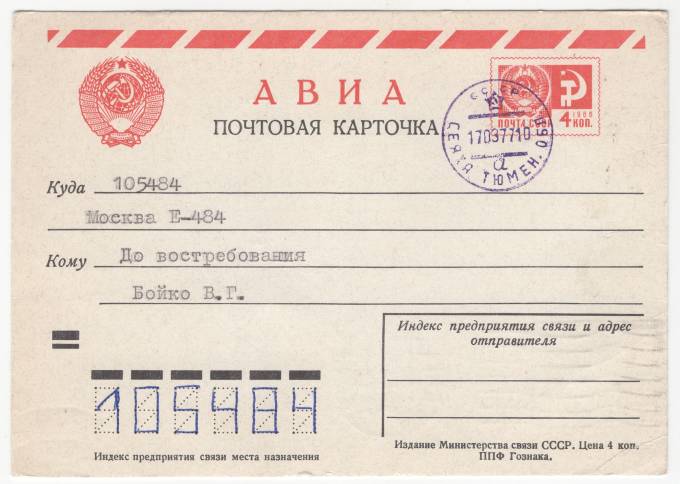 АВИА
ПОЧТОВАЯ КАРТОЧКА
ПОЧТА СССР
1966
4 КОП.
СССР
17037710
ТЮМЕН. ОБЛ
а
Куда 105484
Москва Е-484
Кому До востребования
Бойко В.Г.
Индекс предприятия связи и адрес
отправителя
105484
Индекс предприятия связи места назначения
Издание Министерства связи СССР. Цена 4 коп.
ППФ Гознака.